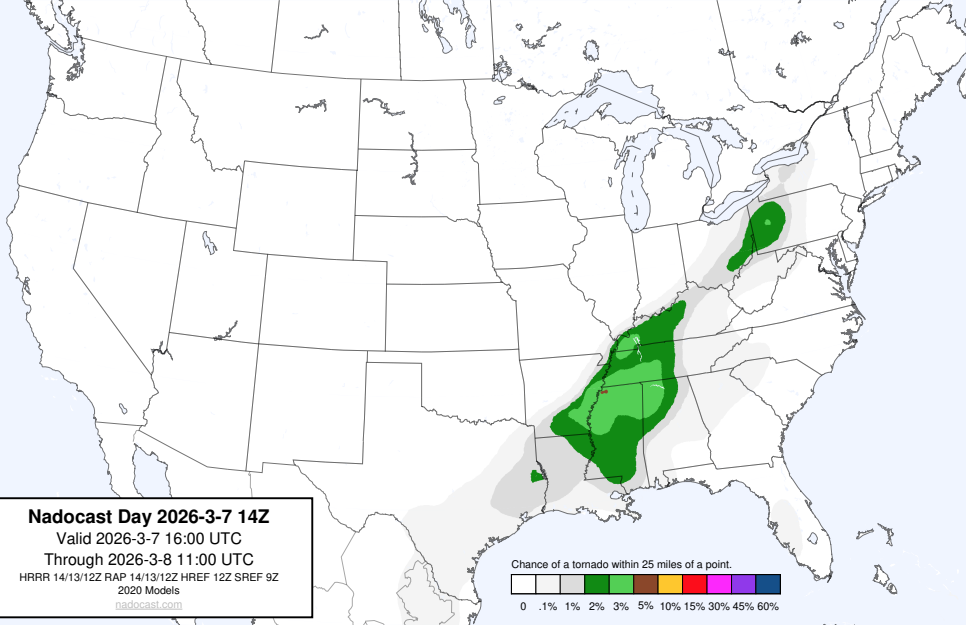 Nadocast Day 2026-3-7 14Z
Valid 2026-3-7 16:00 UTC
Through 2026-3-8 11:00 UTC
HRRR 14/13/12Z RAP 14/13/12Z HREF 12Z SREF 9Z
2020 Models
nadocast.com
Chance of a tornado within 25 miles of a point.
0 .1% 1% 2% 3% 5% 10% 15% 30% 45% 60%